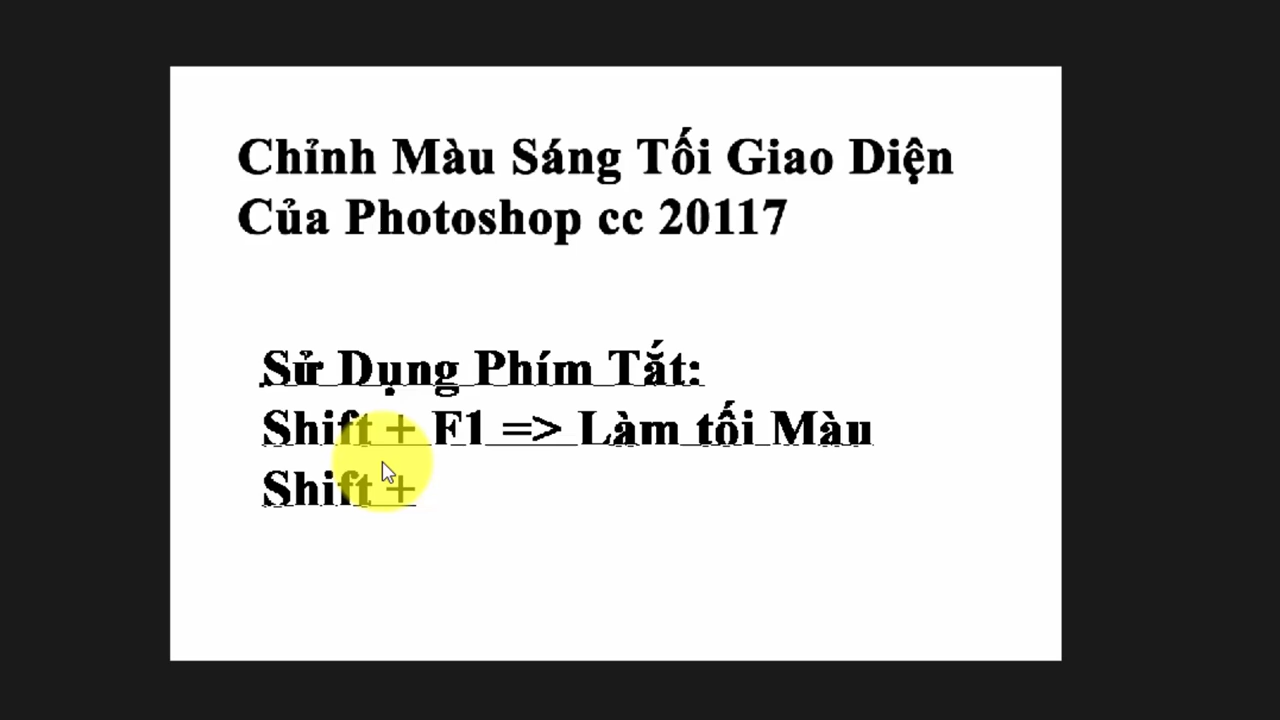 Chỉnh Màu Sáng Tối Giao Diện
Của Photoshop cc 20117
Sử Dụng Phím Tắt:
Shift + F1 => Làm tối Màu
Shift +